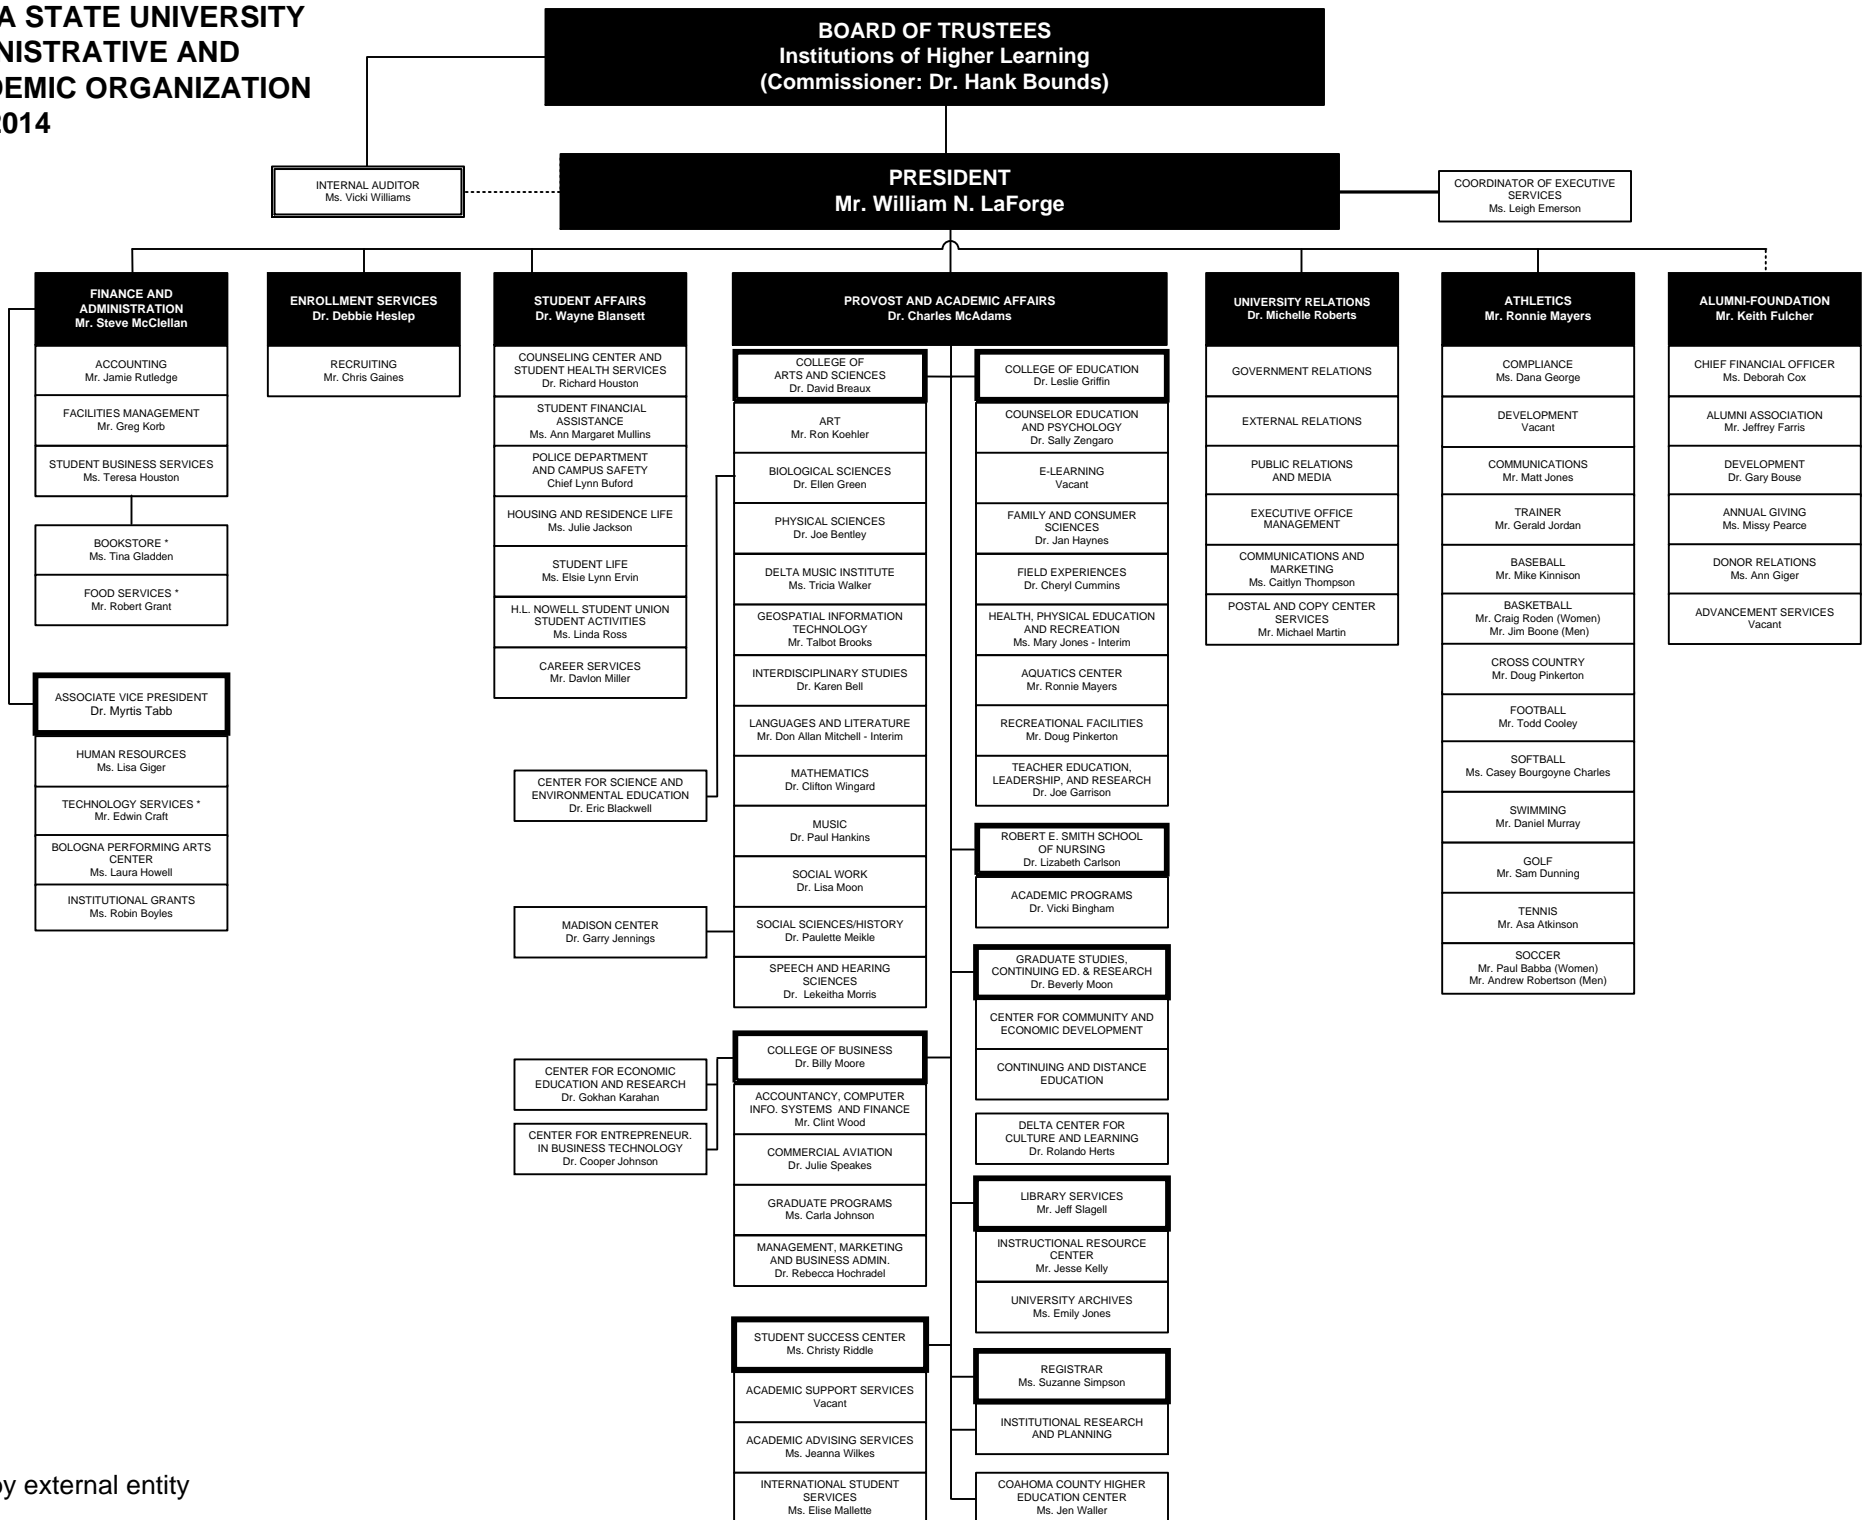 A STATE UNIVERSITY
NISTRATIVE AND
DEMIC ORGANIZATION
2014
BOARD OF TRUSTEES
Institutions of Higher Learning
(Commissioner: Dr. Hank Bounds)
INTERNAL AUDITOR
Ms. Vicki Williams
PRESIDENT
Mr. William N. LaForge
COORDINATOR OF EXECUTIVE
SERVICES
Ms. Leigh Emerson
FINANCE AND
ADMINISTRATION
Mr. Steve McClellan
ACCOUNTING
Mr. Jamie Rutledge
FACILITIES MANAGEMENT
Mr. Greg Korb
STUDENT BUSINESS SERVICES
Ms. Teresa Houston
BOOKSTORE *
Ms. Tina Gladden
FOOD SERVICES *
Mr. Robert Grant
ASSOCIATE VICE PRESIDENT
Dr. Myrtis Tabb
HUMAN RESOURCES
Ms. Lisa Giger
TECHNOLOGY SERVICES *
Mr. Edwin Craft
BOLOGNA PERFORMING ARTS
CENTER
Ms. Laura Howell
INSTITUTIONAL GRANTS
Ms. Robin Boyles
ENROLLMENT SERVICES
Dr. Debbie Heslep
RECRUITING
Mr. Chris Gaines
STUDENT AFFAIRS
Dr. Wayne Blansett
COUNSELING CENTER AND
STUDENT HEALTH SERVICES
Dr. Richard Houston
STUDENT FINANCIAL
ASSISTANCE
Ms. Ann Margaret Mullins
POLICE DEPARTMENT
AND CAMPUS SAFETY
Chief Lynn Buford
HOUSING AND RESIDENCE LIFE
Ms. Julie Jackson
STUDENT LIFE
Ms. Elsie Lynn Ervin
H.L. NOWELL STUDENT UNION
STUDENT ACTIVITIES
Ms. Linda Ross
CAREER SERVICES
Mr. Davlon Miller
CENTER FOR SCIENCE AND
ENVIRONMENTAL EDUCATION
Dr. Eric Blackwell
MADISON CENTER
Dr. Garry Jennings
CENTER FOR ECONOMIC
EDUCATION AND RESEARCH
Dr. Gokhan Karahan
CENTER FOR ENTREPRENEUR.
IN BUSINESS TECHNOLOGY
Dr. Cooper Johnson
PROVOST AND ACADEMIC AFFAIRS
Dr. Charles McAdams
COLLEGE OF
ARTS AND SCIENCES
Dr. David Breaux
ART
Mr. Ron Koehler
BIOLOGICAL SCIENCES
Dr. Ellen Green
PHYSICAL SCIENCES
Dr. Joe Bentley
DELTA MUSIC INSTITUTE
Ms. Tricia Walker
GEOSPATIAL INFORMATION
TECHNOLOGY
Mr. Talbot Brooks
INTERDISCIPLINARY STUDIES
Dr. Karen Bell
LANGUAGES AND LITERATURE
Mr. Don Allan Mitchell - Interim
MATHEMATICS
Dr. Clifton Wingard
MUSIC
Dr. Paul Hankins
SOCIAL WORK
Dr. Lisa Moon
SOCIAL SCIENCES/HISTORY
Dr. Paulette Meikle
SPEECH AND HEARING
SCIENCES
Dr. Lekeitha Morris
COLLEGE OF BUSINESS
Dr. Billy Moore
ACCOUNTANCY, COMPUTER
INFO. SYSTEMS AND FINANCE
Mr. Clint Wood
COMMERCIAL AVIATION
Dr. Julie Speakes
GRADUATE PROGRAMS
Ms. Carla Johnson
MANAGEMENT, MARKETING
AND BUSINESS ADMIN.
Dr. Rebecca Hochradel
STUDENT SUCCESS CENTER
Ms. Christy Riddle
ACADEMIC SUPPORT SERVICES
Vacant
ACADEMIC ADVISING SERVICES
Ms. Jeanna Wilkes
INTERNATIONAL STUDENT
SERVICES
Ms. Elise Mallette
COLLEGE OF EDUCATION
Dr. Leslie Griffin
COUNSELOR EDUCATION
AND PSYCHOLOGY
Dr. Sally Zengaro
E-LEARNING
Vacant
FAMILY AND CONSUMER
SCIENCES
Dr. Jan Haynes
FIELD EXPERIENCES
Dr. Cheryl Cummins
HEALTH, PHYSICAL EDUCATION
AND RECREATION
Ms. Mary Jones - Interim
AQUATICS CENTER
Mr. Ronnie Mayers
RECREATIONAL FACILITIES
Mr. Doug Pinkerton
TEACHER EDUCATION,
LEADERSHIP, AND RESEARCH
Dr. Joe Garrison
ROBERT E. SMITH SCHOOL
OF NURSING
Dr. Lizabeth Carlson
ACADEMIC PROGRAMS
Dr. Vicki Bingham
GRADUATE STUDIES,
CONTINUING ED. & RESEARCH
Dr. Beverly Moon
CENTER FOR COMMUNITY AND
ECONOMIC DEVELOPMENT
CONTINUING AND DISTANCE
EDUCATION
DELTA CENTER FOR
CULTURE AND LEARNING
Dr. Rolando Herts
LIBRARY SERVICES
Mr. Jeff Slagell
INSTRUCTIONAL RESOURCE
CENTER
Mr. Jesse Kelly
UNIVERSITY ARCHIVES
Ms. Emily Jones
REGISTRAR
Ms. Suzanne Simpson
INSTITUTIONAL RESEARCH
AND PLANNING
COAHOMA COUNTY HIGHER
EDUCATION CENTER
Ms. Jen Waller
UNIVERSITY RELATIONS
Dr. Michelle Roberts
GOVERNMENT RELATIONS
EXTERNAL RELATIONS
PUBLIC RELATIONS
AND MEDIA
EXECUTIVE OFFICE
MANAGEMENT
COMMUNICATIONS AND
MARKETING
Ms. Caitlyn Thompson
POSTAL AND COPY CENTER
SERVICES
Mr. Michael Martin
ATHLETICS
Mr. Ronnie Mayers
COMPLIANCE
Ms. Dana George
DEVELOPMENT
Vacant
COMMUNICATIONS
Mr. Matt Jones
TRAINER
Mr. Gerald Jordan
BASEBALL
Mr. Mike Kinnison
BASKETBALL
Mr. Craig Roden (Women)
Mr. Jim Boone (Men)
CROSS COUNTRY
Mr. Doug Pinkerton
FOOTBALL
Mr. Todd Cooley
SOFTBALL
Ms. Casey Bourgoyne Charles
SWIMMING
Mr. Daniel Murray
GOLF
Mr. Sam Dunning
TENNIS
Mr. Asa Atkinson
SOCCER
Mr. Paul Babba (Women)
Mr. Andrew Robertson (Men)
ALUMNI-FOUNDATION
Mr. Keith Fulcher
CHIEF FINANCIAL OFFICER
Ms. Deborah Cox
ALUMNI ASSOCIATION
Mr. Jeffrey Farris
DEVELOPMENT
Dr. Gary Bouse
ANNUAL GIVING
Ms. Missy Pearce
DONOR RELATIONS
Ms. Ann Giger
ADVANCEMENT SERVICES
Vacant
by external entity